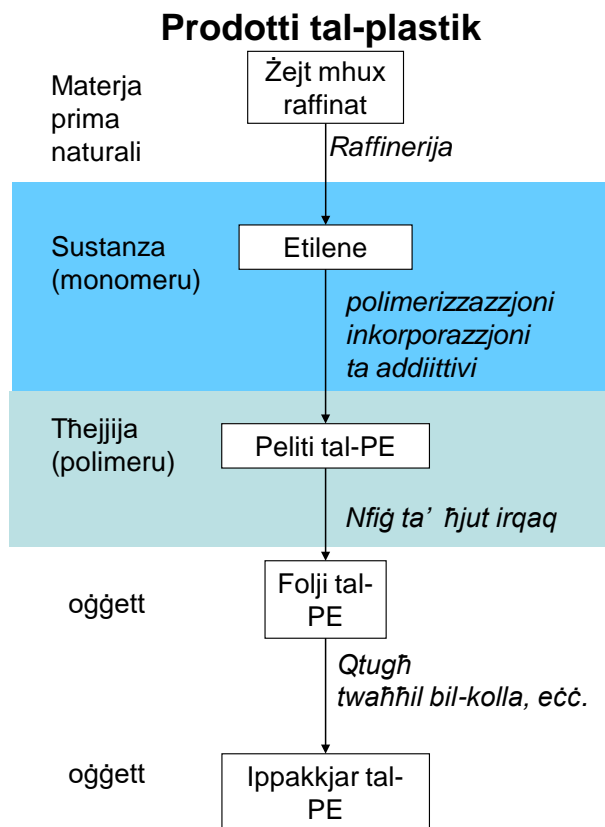 Prodotti tal-plastik
Materja
prima
naturali
Żejt mhux
raffinat
Raffinerija
Sustanza
(monomeru)
Etilene
polimerizzazzjoni
inkorporazzjoni
ta addiittivi
Tħejjija
(polimeru)
Peliti tal-PE
Nfiġ ta’ ħjut irqaq
oġġett
Folji tal-
PE
Qtugħ
twaħħil bil-kolla, eċċ.
oġġett
Ippakkjar tal-
PE